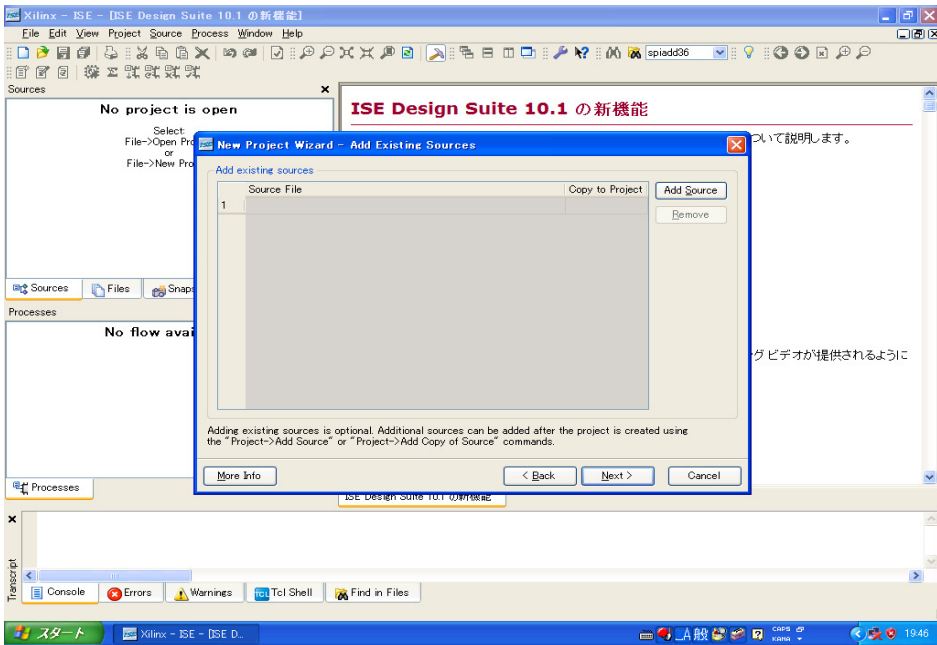 Xilinx - ISE - [ISE Design Suite 10.1 の新機能]
File Edit View Project Source Process Window Help
spiadd36
Sources
No project is open
Select:
File->Open Pro
or
File->New Pro
Sources Files Snaps
Processes
No flow avai
Processes
ISE Design Suite 10.1 の新機能
ついて説明します。
グ ビデオが提供されるように
ISE Design Suite 10.1 の新機能
New Project Wizard - Add Existing Sources
Add existing sources
Source File Copy to Project
1
Add Source
Remove
Adding existing sources is optional. Additional sources can be added after the project is created using
the "Project->Add Source" or "Project->Add Copy of Source" commands.
More Info < Back Next > Cancel
Transcript
Console Errors Warnings Tcl Shell Find in Files
スタート Xilinx - ISE - [ISE D... A 般 CAPS KANA 19:46